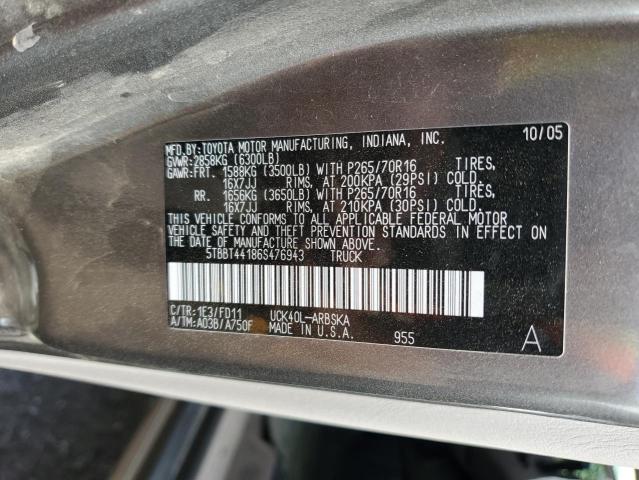 MFD.BY:TOYOTA MOTOR MANUFACTURING, INDIANA, INC. 10/05
GVWR:2858KG (6300LB)
GAWR:FRT. 1588KG (3500LB) WITH P265/70R16 TIRES,
16X7JJ RIMS, AT 200KPA (29PSI) COLD.
RR. 1656KG (3650LB) WITH P265/70R16 TIRES,
16X7JJ RIMS, AT 210KPA (30PSI) COLD.
THIS VEHICLE CONFORMS TO ALL APPLICABLE FEDERAL MOTOR
VEHICLE SAFETY AND THEFT PREVENTION STANDARDS IN EFFECT ON
THE DATE OF MANUFACTURE SHOWN ABOVE.
5TBBT44186S476943 TRUCK
C/TR:1E3/FD11 UCK40L-ARBSKA
A/TM:A03B/A750F MADE IN U.S.A. 955 A